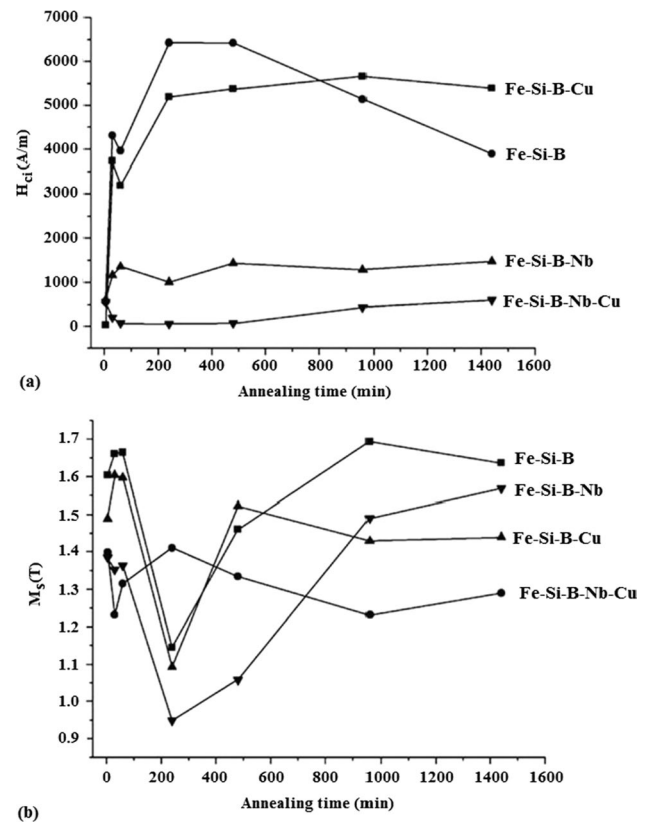 7000
6000
5000
4000
3000
2000
1000
0
H_ci (A/m)
Fe-Si-B-Cu
Fe-Si-B
Fe-Si-B-Nb
Fe-Si-B-Nb-Cu
0 200 400 600 800 1000 1200 1400 1600
Annealing time (min)
(a)
1.7
1.6
1.5
1.4
1.3
1.2
1.1
1.0
0.9
M_S(T)
Fe-Si-B
Fe-Si-B-Nb
Fe-Si-B-Cu
Fe-Si-B-Nb-Cu
0 200 400 600 800 1000 1200 1400 1600
Annealing time (min)
(b)